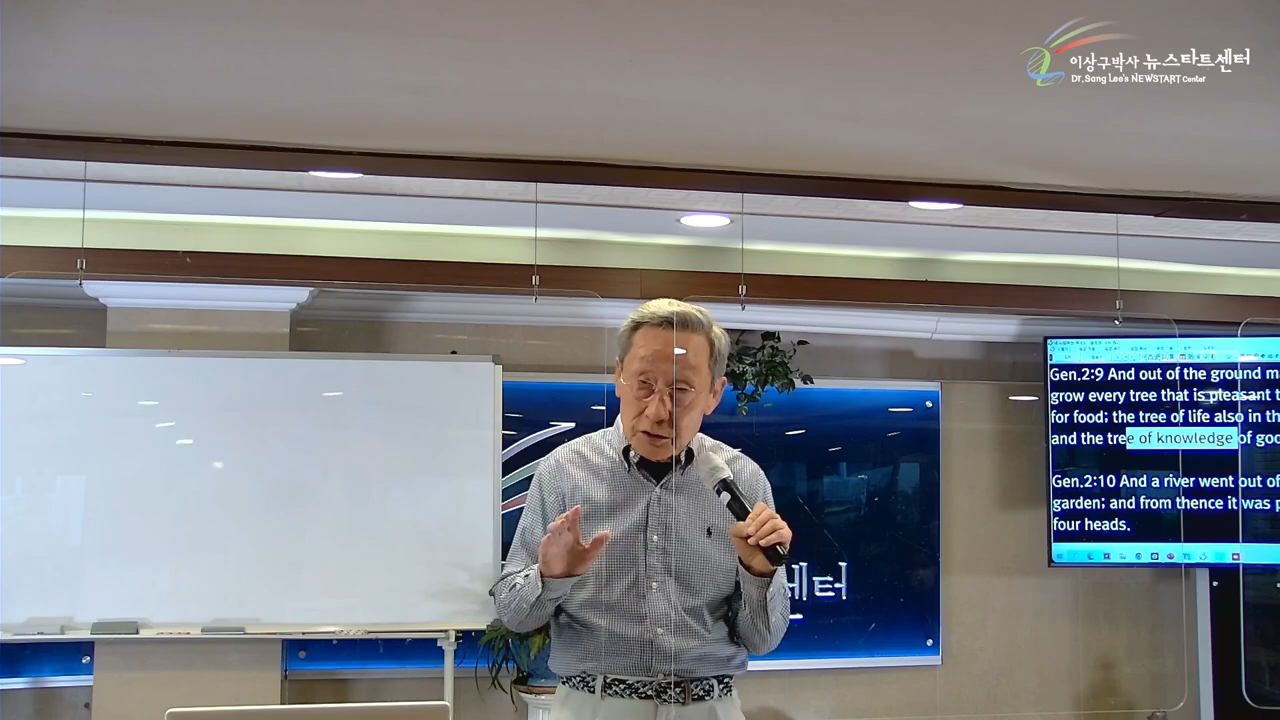 이상구박사 뉴스타트센터
Dr. Sang Lee's NEWSTART Center
Gen.2:9 And out of the ground
grow every tree that is pleasant
for food; the tree of life also in
and the tree of knowledge of
Gen.2:10 And a river went out of
garden; and from thence it was
four heads.
센터